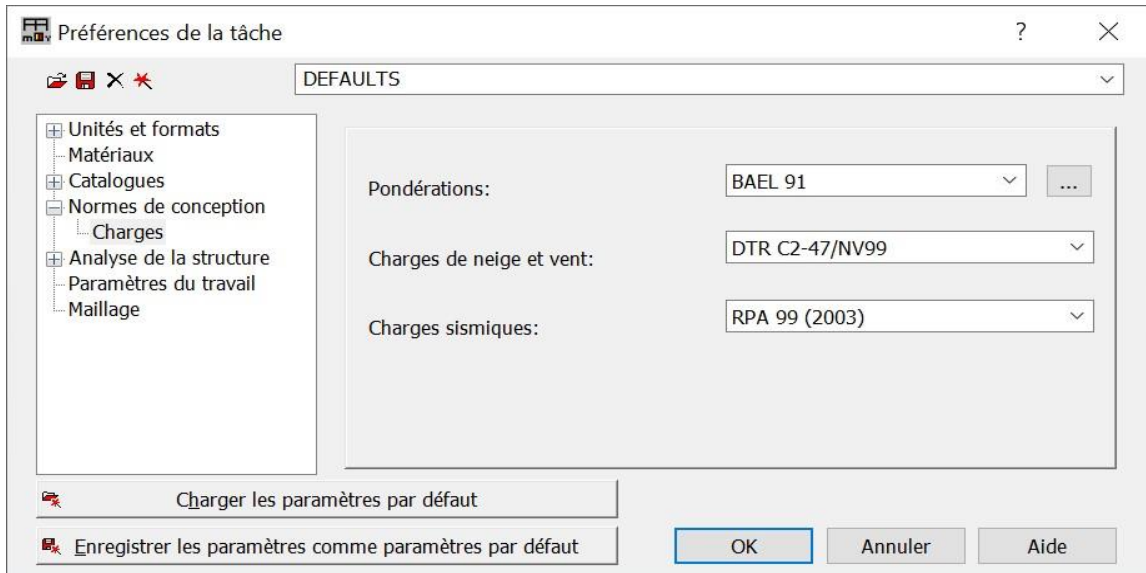 Préférences de la tâche
?
DEFAULTS
Unités et formats
Matériaux
Catalogues
Normes de conception
Charges
Analyse de la structure
Paramètres du travail
Maillage
Pondérations:
BAEL 91
...
Charges de neige et vent:
DTR C2-47/NV99
Charges sismiques:
RPA 99 (2003)
Charger les paramètres par défaut
Enregistrer les paramètres comme paramètres par défaut
OK
Annuler
Aide